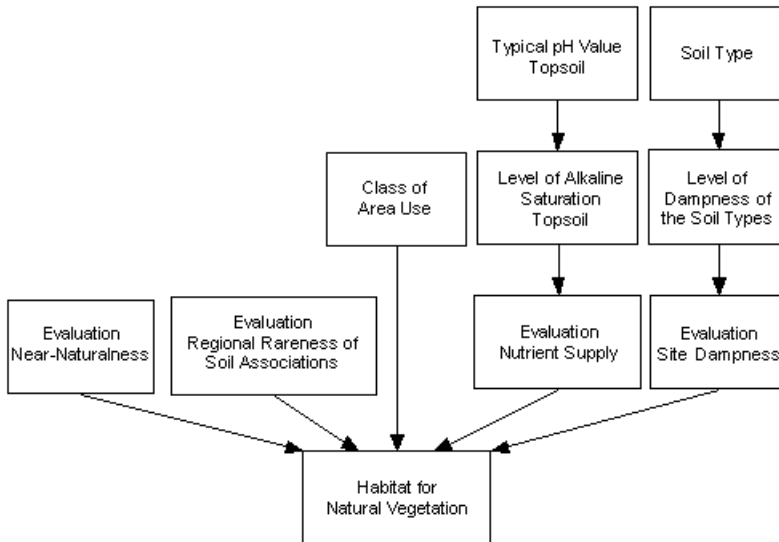 Typical pH Value
Topsoil
Soil Type
Class of
Area Use
Level of Alkaline
Saturation
Topsoil
Level of
Dampness of
the Soil Types
Evaluation
Near-Naturalness
Evaluation
Regional Rareness of
Soil Associations
Evaluation
Nutrient Supply
Evaluation
Site Dampness
Habitat for
Natural Vegetation